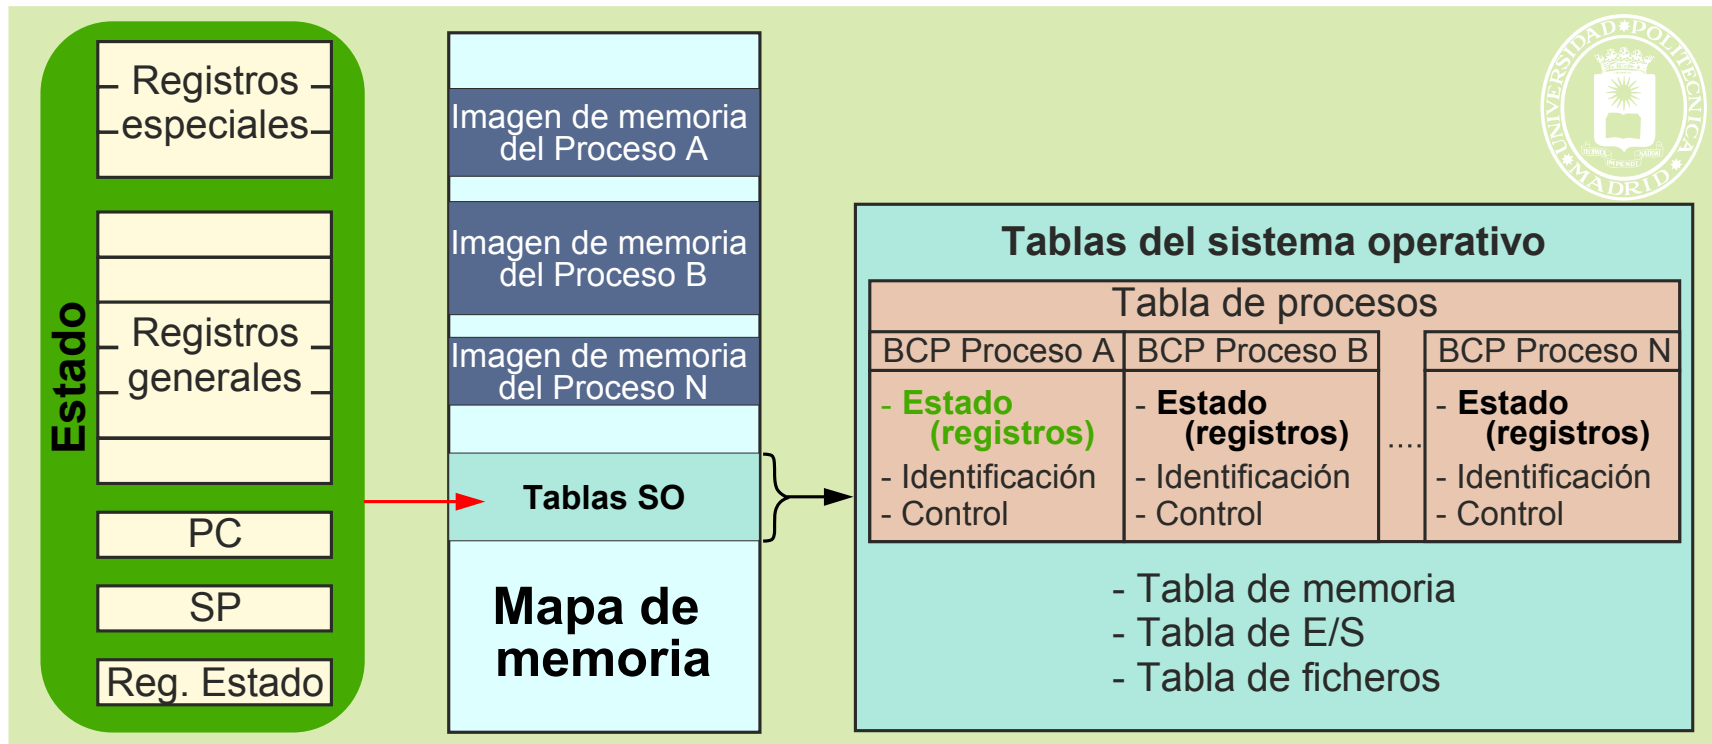 Estado
Registros
especiales
Registros
generales
PC
SP
Reg. Estado
Imagen de memoria
del Proceso A
Imagen de memoria
del Proceso B
Imagen de memoria
del Proceso N
Tablas SO
Mapa de
memoria
UNIVERSIDAD POLITECNICA
MADRID
Tablas del sistema operativo
Tabla de procesos
BCP Proceso A
- Estado
(registros)
- Identificación
- Control
BCP Proceso B
- Estado
(registros)
- Identificación
- Control
....
BCP Proceso N
- Estado
(registros)
- Identificación
- Control
- Tabla de memoria
- Tabla de E/S
- Tabla de ficheros